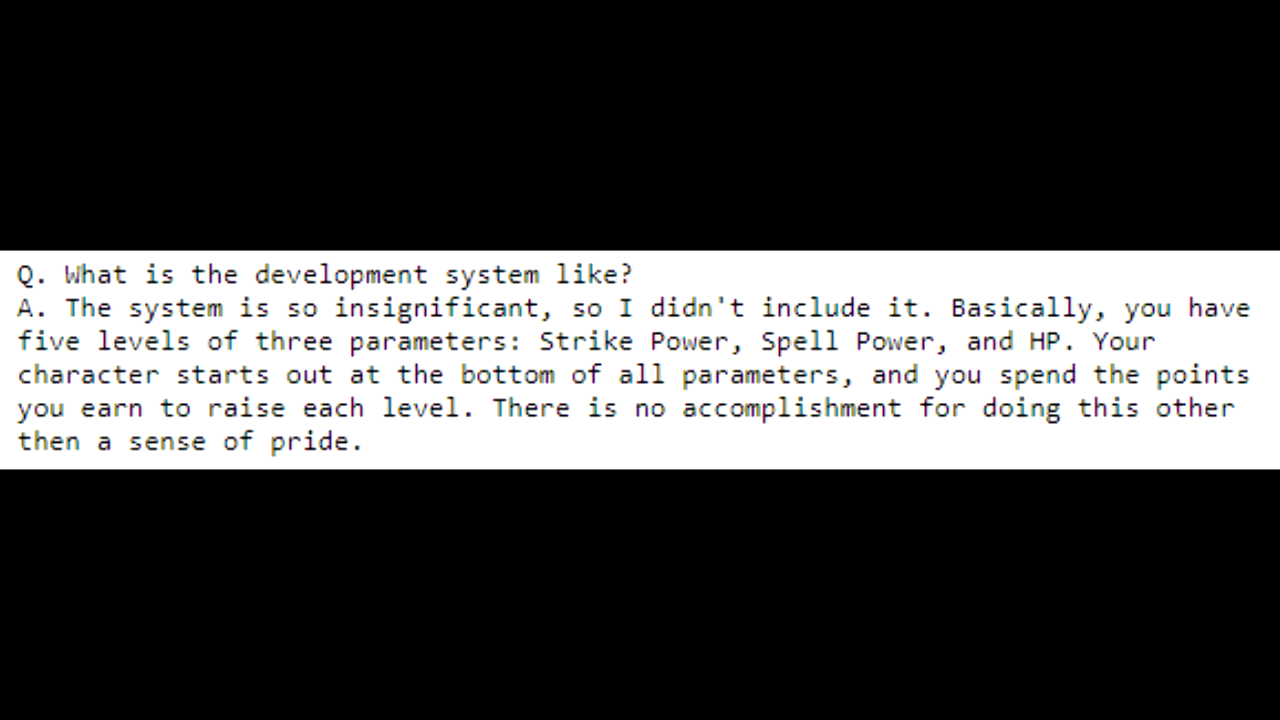 Q. What is the development system like?
A. The system is so insignificant, so I didn't include it. Basically, you have
five levels of three parameters: Strike Power, Spell Power, and HP. Your
character starts out at the bottom of all parameters, and you spend the points
you earn to raise each level. There is no accomplishment for doing this other
then a sense of pride.